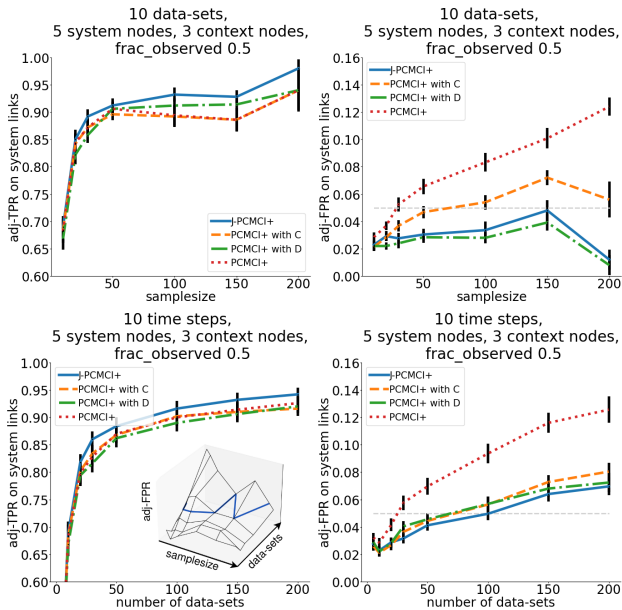 10 data-sets,
5 system nodes, 3 context nodes,
frac_observed 0.5
adj-TPR on system links
1.00
0.95
0.90
0.85
0.80
0.75
0.70
0.65
0.60
J-PCMCI+
PCMCI+ with C
PCMCI+ with D
PCMCI+
50
100
150
200
samplesize
10 data-sets,
5 system nodes, 3 context nodes,
frac_observed 0.5
adj-FPR on system links
0.16
0.14
0.12
0.10
0.08
0.06
0.04
0.02
0.00
J-PCMCI+
PCMCI+ with C
PCMCI+ with D
PCMCI+
50
100
150
200
samplesize
10 time steps,
5 system nodes, 3 context nodes,
frac_observed 0.5
adj-TPR on system links
1.00
0.95
0.90
0.85
0.80
0.75
0.70
0.65
0.60
J-PCMCI+
PCMCI+ with C
PCMCI+ with D
PCMCI+
adj-FPR
samplesize
data-sets
0
50
100
150
200
number of data-sets
10 time steps,
5 system nodes, 3 context nodes,
frac_observed 0.5
adj-FPR on system links
0.16
0.14
0.12
0.10
0.08
0.06
0.04
0.02
0.00
J-PCMCI+
PCMCI+ with C
PCMCI+ with D
PCMCI+
0
50
100
150
200
number of data-sets